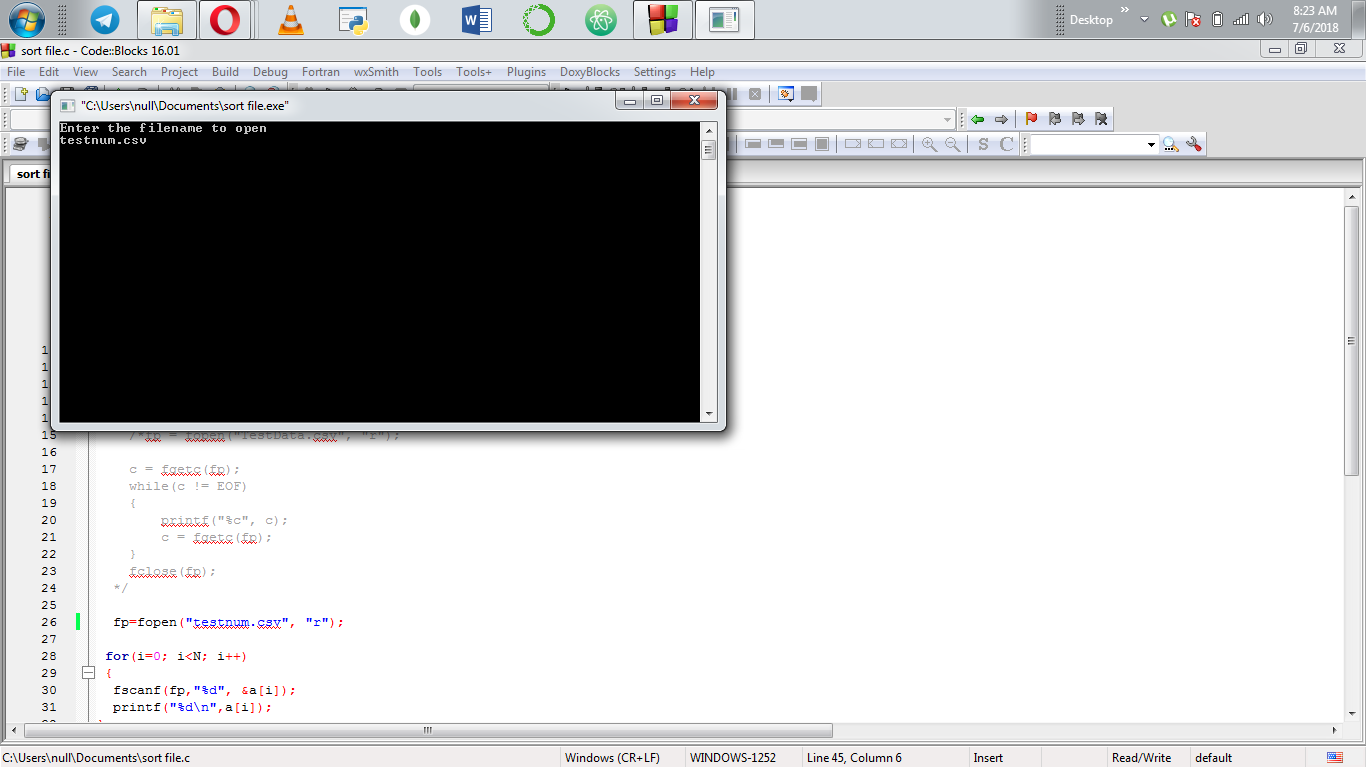 Desktop
8:23 AM
7/6/2018
sort file.c - Code::Blocks 16.01
File Edit View Search Project Build Debug Fortran wxSmith Tools Tools+ Plugins DoxyBlocks Settings Help
"C:\Users\null\Documents\sort file.exe"
Enter the filename to open
testnum.csv
S C
sort fi
15 /*fp = fopen("TestData.csv", "r");
16
17 c = fgetc(fp);
18 while(c != EOF)
19 {
20 printf("%c", c);
21 c = fgetc(fp);
22 }
23 fclose(fp);
24 */
25
26 fp=fopen("testnum.csv", "r");
27
28 for(i=0; i<N; i++)
29 {
30 fscanf(fp,"%d", &a[i]);
31 printf("%d\n",a[i]);
C:\Users\null\Documents\sort file.c Windows (CR+LF) WINDOWS-1252 Line 45, Column 6 Insert Read/Write default